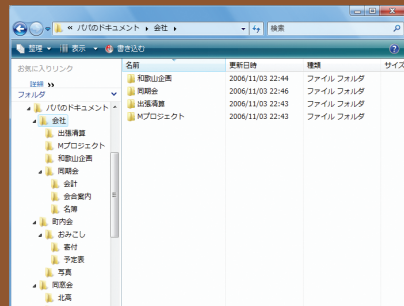 « パパのドキュメント ▸ 会社 ▸ 検索
整理 表示 書き込む
お気に入りリンク
詳細 »
フォルダ
パパのドキュメント
会社
出張清算
Mプロジェクト
和歌山企画
同期会
会計
会合案内
名簿
町内会
おみこし
寄付
予定表
写真
同窓会
北高
名前 更新日時 種類 サイズ
和歌山企画 2006/11/03 22:44 ファイル フォルダ
同期会 2006/11/03 22:46 ファイル フォルダ
出張清算 2006/11/03 22:43 ファイル フォルダ
Mプロジェクト 2006/11/03 22:43 ファイル フォルダ